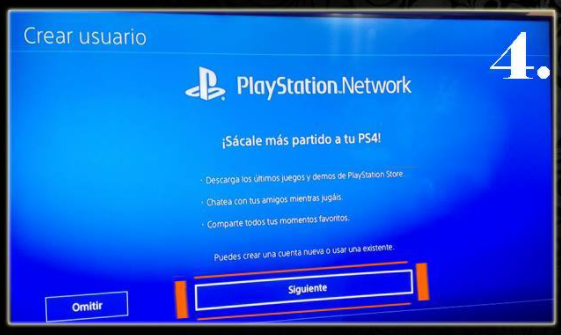 Crear usuario
4.
PlayStation.Network
¡Sácale más partido a tu PS4!
· Descarga los últimos juegos y demos de PlayStation Store
· Chatea con tus amigos mientras jugáis.
· Comparte todos tus momentos favoritos.
Puedes crear una cuenta nueva o usar una existente.
Siguiente
Omitir